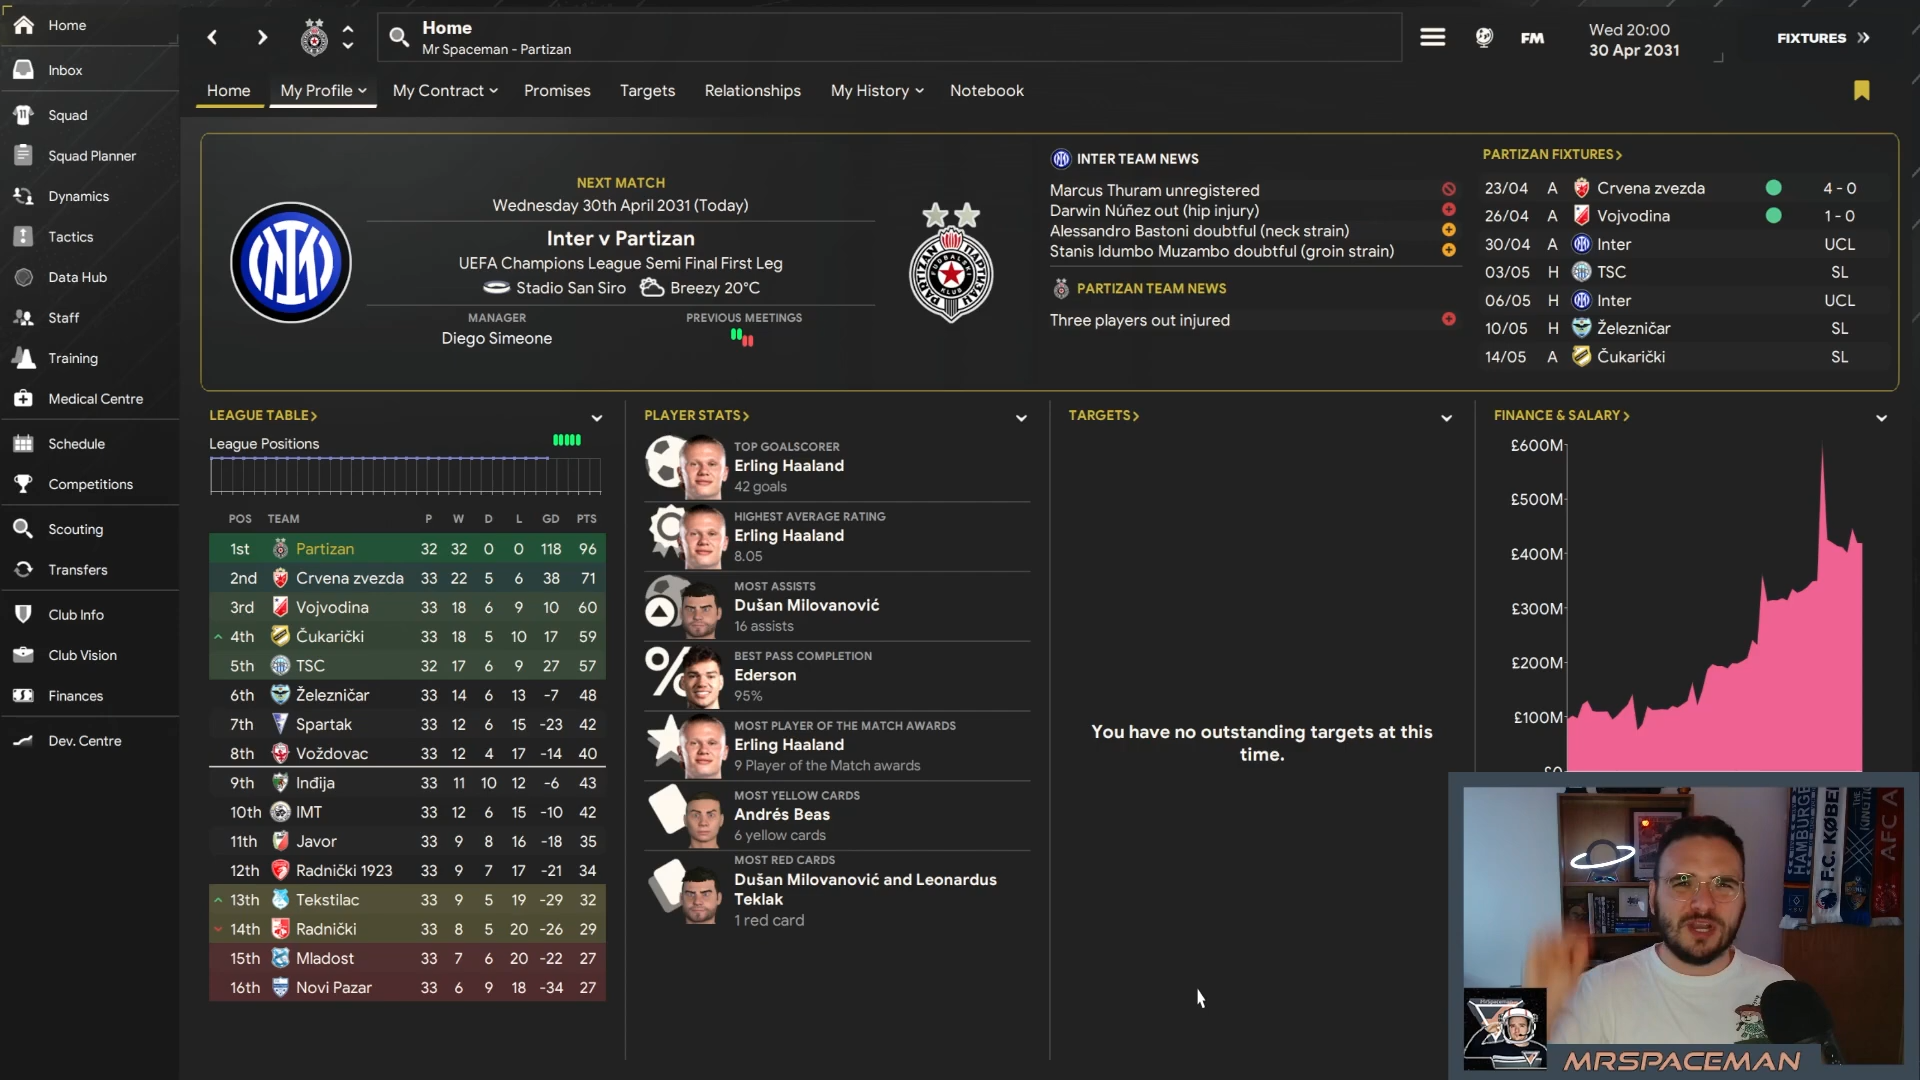 Home
Inbox
Squad
Squad Planner
Dynamics
Tactics
Data Hub
Staff
Training
Medical Centre
Schedule
Competitions
Scouting
Transfers
Club Info
Club Vision
Finances
Dev. Centre
Home
Mr Spaceman - Partizan
FM
Wed 20:00
30 Apr 2031
FIXTURES
Home My Profile My Contract Promises Targets Relationships My History Notebook
NEXT MATCH
Wednesday 30th April 2031 (Today)
Inter v Partizan
UEFA Champions League Semi Final First Leg
Stadio San Siro Breezy 20°C
MANAGER
Diego Simeone
PREVIOUS MEETINGS
INTER TEAM NEWS
Marcus Thuram unregistered
Darwin Núñez out (hip injury)
Alessandro Bastoni doubtful (neck strain)
Stanis Idumbo Muzambo doubtful (groin strain)
PARTIZAN TEAM NEWS
Three players out injured
PARTIZAN FIXTURES
23/04 A Crvena zvezda 4 - 0
26/04 A Vojvodina 1 - 0
30/04 A Inter UCL
03/05 H TSC SL
06/05 H Inter UCL
10/05 H Železničar SL
14/05 A Čukarički SL
LEAGUE TABLE
League Positions
POS TEAM P W D L GD PTS
1st Partizan 32 32 0 0 118 96
2nd Crvena zvezda 33 22 5 6 38 71
3rd Vojvodina 33 18 6 9 10 60
4th Čukarički 33 18 5 10 17 59
5th TSC 32 17 6 9 27 57
6th Železničar 33 14 6 13 -7 48
7th Spartak 33 12 6 15 -23 42
8th Voždovac 33 12 4 17 -14 40
9th Inđija 33 11 10 12 -6 43
10th IMT 33 12 6 15 -10 42
11th Javor 33 9 8 16 -18 35
12th Radnički 1923 33 9 7 17 -21 34
13th Tekstilac 33 9 5 19 -29 32
14th Radnički 33 8 5 20 -26 29
15th Mladost 33 7 6 20 -22 27
16th Novi Pazar 33 6 9 18 -34 27
PLAYER STATS
TOP GOALSCORER
Erling Haaland
42 goals
HIGHEST AVERAGE RATING
Erling Haaland
8.05
MOST ASSISTS
Dušan Milovanović
16 assists
BEST PASS COMPLETION
Ederson
95%
MOST PLAYER OF THE MATCH AWARDS
Erling Haaland
9 Player of the Match awards
MOST YELLOW CARDS
Andrés Beas
6 yellow cards
MOST RED CARDS
Dušan Milovanović and Leonardus
Teklak
1 red card
TARGETS
You have no outstanding targets at this
time.
FINANCE & SALARY
£600M
£500M
£400M
£300M
£200M
£100M
£0
HAMBURG
F.C. KØBE
AFC A
MRSPACEMAN